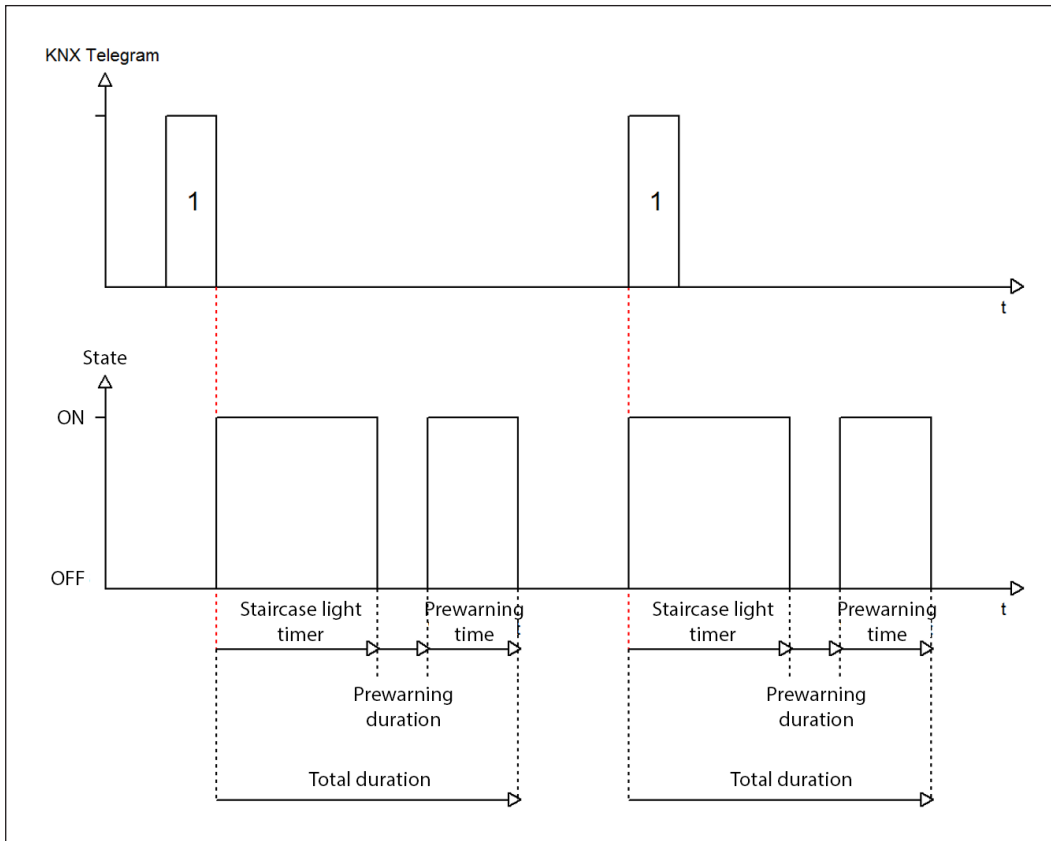 KNX Telegram
1
1
t
State
ON
OFF
t
Staircase light
timer
Prewarning
time
Staircase light
timer
Prewarning
time
Prewarning
duration
Prewarning
duration
Total duration
Total duration